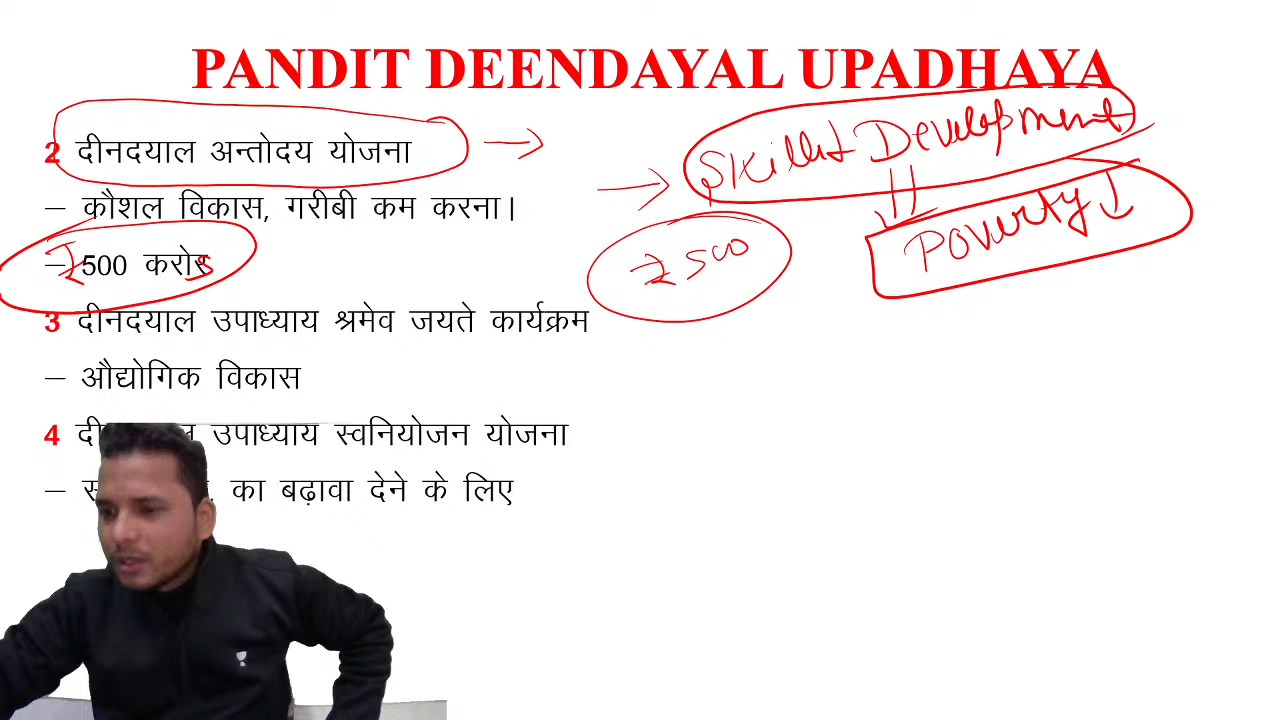 PANDIT DEENDAYAL UPADHAYA
2 दीनदयाल अन्तोदय योजना
– कौशल विकास, गरीबी कम करना।
– 500 करोर
3 दीनदयाल उपाध्याय श्रमेव जयते कार्यक्रम
– औद्योगिक विकास
4 उपाध्याय स्वनियोजन योजना
– का बढ़ावा देने के लिए
Development
Poverty ↓
₹ 500